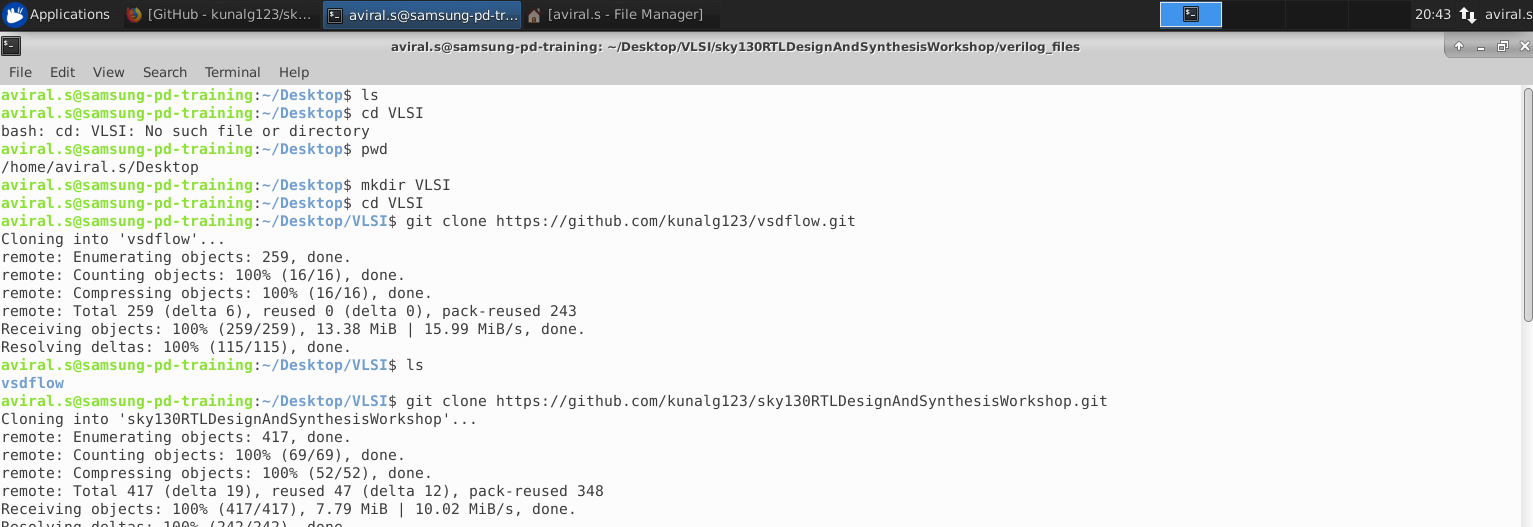 Applications [GitHub - kunalg123/sk... aviral.s@samsung-pd-tr... [aviral.s - File Manager] 20:43 aviral.s
aviral.s@samsung-pd-training: ~/Desktop/VLSI/sky130RTLDesignAndSynthesisWorkshop/verilog_files
File Edit View Search Terminal Help
aviral.s@samsung-pd-training:~/Desktop$ ls
aviral.s@samsung-pd-training:~/Desktop$ cd VLSI
bash: cd: VLSI: No such file or directory
aviral.s@samsung-pd-training:~/Desktop$ pwd
/home/aviral.s/Desktop
aviral.s@samsung-pd-training:~/Desktop$ mkdir VLSI
aviral.s@samsung-pd-training:~/Desktop$ cd VLSI
aviral.s@samsung-pd-training:~/Desktop/VLSI$ git clone https://github.com/kunalg123/vsdflow.git
Cloning into 'vsdflow'...
remote: Enumerating objects: 259, done.
remote: Counting objects: 100% (16/16), done.
remote: Compressing objects: 100% (16/16), done.
remote: Total 259 (delta 6), reused 0 (delta 0), pack-reused 243
Receiving objects: 100% (259/259), 13.38 MiB | 15.99 MiB/s, done.
Resolving deltas: 100% (115/115), done.
aviral.s@samsung-pd-training:~/Desktop/VLSI$ ls
vsdflow
aviral.s@samsung-pd-training:~/Desktop/VLSI$ git clone https://github.com/kunalg123/sky130RTLDesignAndSynthesisWorkshop.git
Cloning into 'sky130RTLDesignAndSynthesisWorkshop'...
remote: Enumerating objects: 417, done.
remote: Counting objects: 100% (69/69), done.
remote: Compressing objects: 100% (52/52), done.
remote: Total 417 (delta 19), reused 47 (delta 12), pack-reused 348
Receiving objects: 100% (417/417), 7.79 MiB | 10.02 MiB/s, done.
Resolving deltas: 100% (242/242), done.